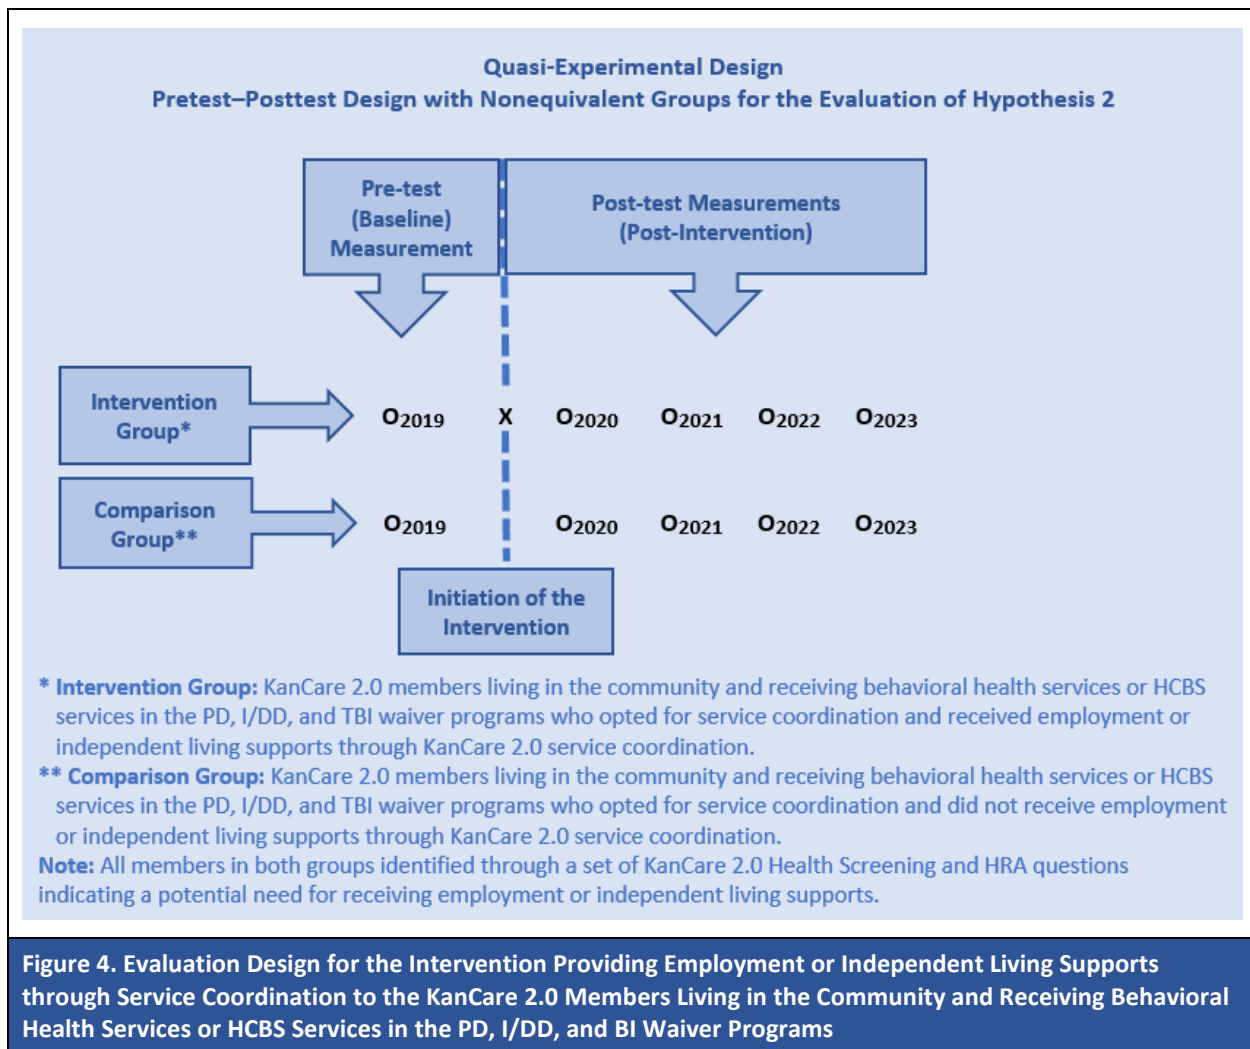 Quasi-Experimental Design
Pretest–Posttest Design with Nonequivalent Groups for the Evaluation of Hypothesis 2
Pre-test
(Baseline)
Measurement
Post-test Measurements
(Post-Intervention)
Intervention
Group*
O2019 X O2020 O2021 O2022 O2023
Comparison
Group**
O2019 O2020 O2021 O2022 O2023
Initiation of the
Intervention
* Intervention Group: KanCare 2.0 members living in the community and receiving behavioral health services or HCBS
services in the PD, I/DD, and TBI waiver programs who opted for service coordination and received employment or
independent living supports through KanCare 2.0 service coordination.
** Comparison Group: KanCare 2.0 members living in the community and receiving behavioral health services or HCBS
services in the PD, I/DD, and TBI waiver programs who opted for service coordination and did not receive employment
or independent living supports through KanCare 2.0 service coordination.
Note: All members in both groups identified through a set of KanCare 2.0 Health Screening and HRA questions
indicating a potential need for receiving employment or independent living supports.
Figure 4. Evaluation Design for the Intervention Providing Employment or Independent Living Supports
through Service Coordination to the KanCare 2.0 Members Living in the Community and Receiving Behavioral
Health Services or HCBS Services in the PD, I/DD, and BI Waiver Programs